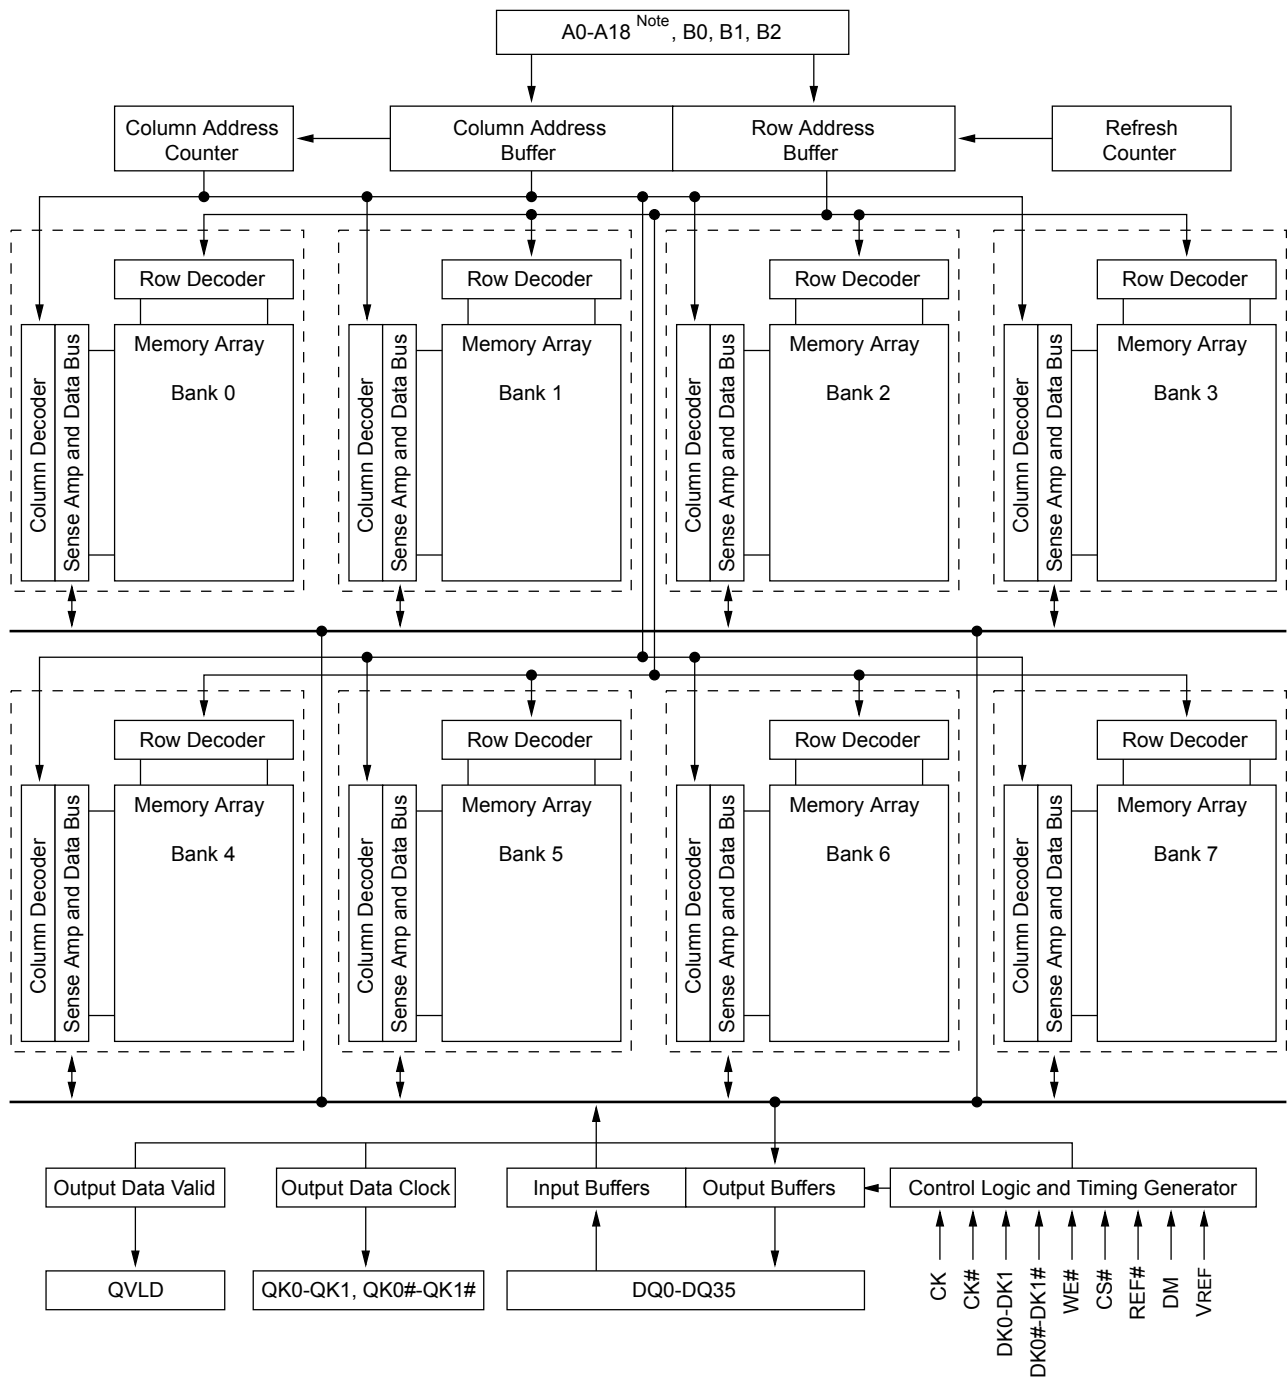 A0-A18 Note, B0, B1, B2
Column Address
Counter
Column Address
Buffer
Row Address
Buffer
Refresh
Counter
Row Decoder
Memory Array
Bank 0
Column Decoder
Sense Amp and Data Bus
Row Decoder
Memory Array
Bank 1
Column Decoder
Sense Amp and Data Bus
Row Decoder
Memory Array
Bank 2
Column Decoder
Sense Amp and Data Bus
Row Decoder
Memory Array
Bank 3
Column Decoder
Sense Amp and Data Bus
Row Decoder
Memory Array
Bank 4
Column Decoder
Sense Amp and Data Bus
Row Decoder
Memory Array
Bank 5
Column Decoder
Sense Amp and Data Bus
Row Decoder
Memory Array
Bank 6
Column Decoder
Sense Amp and Data Bus
Row Decoder
Memory Array
Bank 7
Column Decoder
Sense Amp and Data Bus
Output Data Valid
Output Data Clock
Input Buffers
Output Buffers
Control Logic and Timing Generator
QVLD
QK0-QK1, QK0#-QK1#
DQ0-DQ35
CK
CK#
DK0-DK1
DK0#-DK1#
WE#
CS#
REF#
DM
VREF